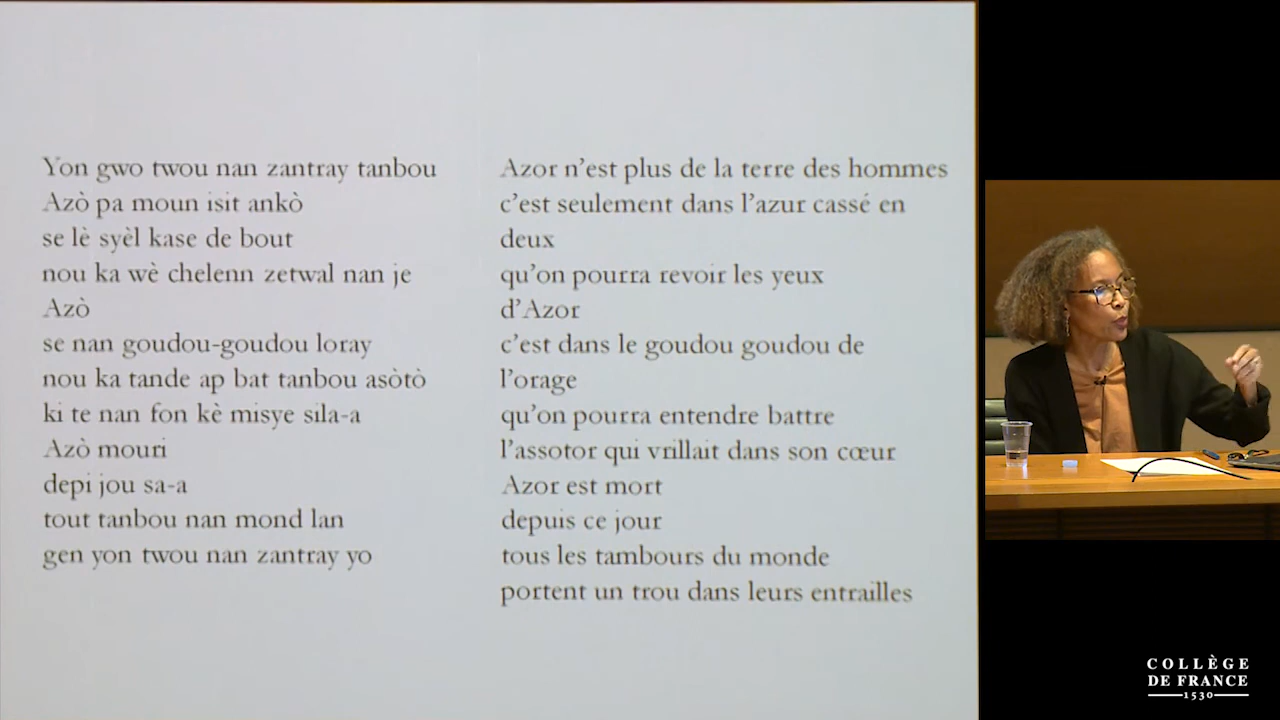 Yon gwo twou nan zantray tanbou
Azò pa moun isit ankò
se lè syèl kase de bout
nou ka wè chelenn zetwal nan je
Azò
se nan goudou-goudou loray
nou ka tande ap bat tanbou asòtò
ki te nan fon kè misye sila-a
Azò mouri
depi jou sa-a
tout tanbou nan mond lan
gen yon twou nan zantray yo
Azor n'est plus de la terre des hommes
c'est seulement dans l'azur cassé en
deux
qu'on pourra revoir les yeux
d'Azor
c'est dans le goudou goudou de
l'orage
qu'on pourra entendre battre
l'assotor qui vrillait dans son cœur
Azor est mort
depuis ce jour
tous les tambours du monde
portent un trou dans leurs entrailles
COLLÈGE
DE FRANCE
1530